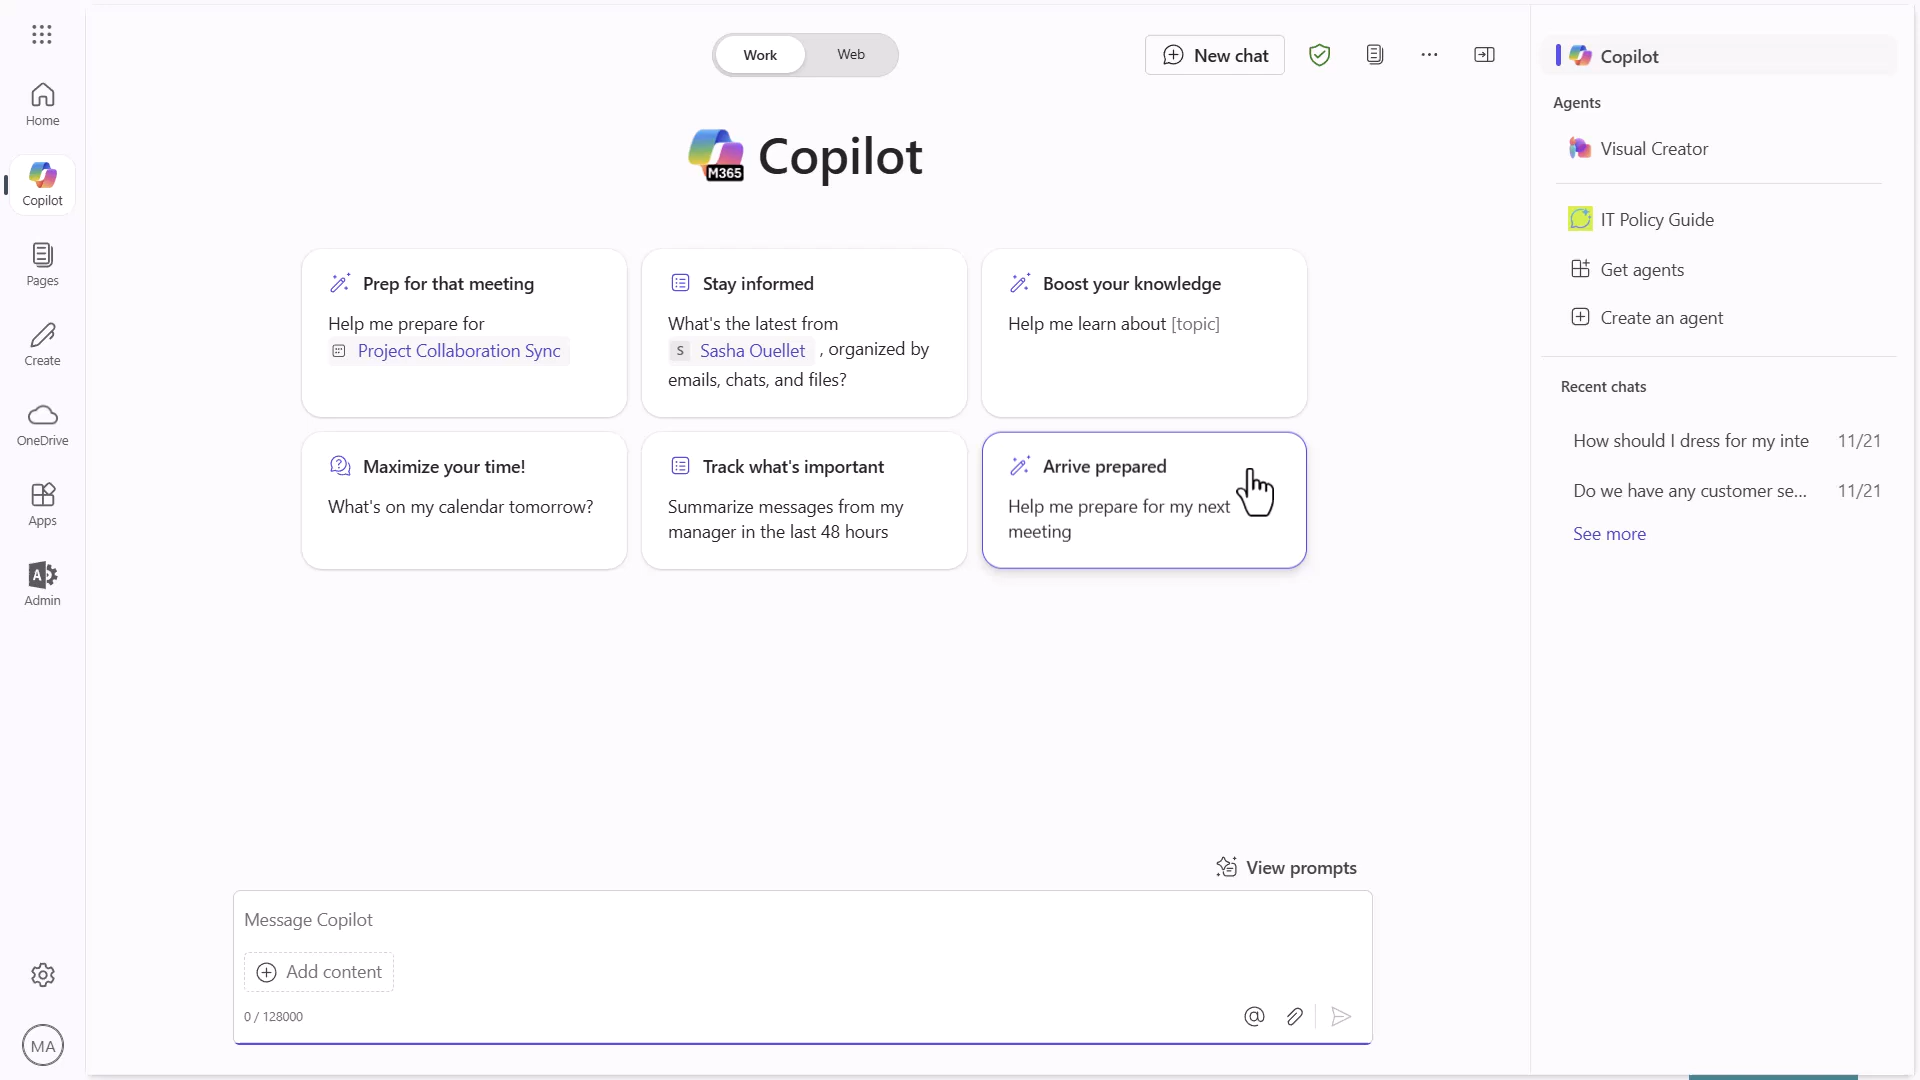 Home
Copilot
Pages
Create
OneDrive
Apps
Admin
MA
Work
Web
New chat
M365
Copilot
Prep for that meeting
Help me prepare for
Project Collaboration Sync
Stay informed
What's the latest from
S Sasha Ouellet , organized by
emails, chats, and files?
Boost your knowledge
Help me learn about [topic]
Maximize your time!
What's on my calendar tomorrow?
Track what's important
Summarize messages from my
manager in the last 48 hours
Arrive prepared
Help me prepare for my next
meeting
View prompts
Message Copilot
Add content
0 / 128000
Copilot
Agents
Visual Creator
IT Policy Guide
Get agents
Create an agent
Recent chats
How should I dress for my inte 11/21
Do we have any customer se... 11/21
See more